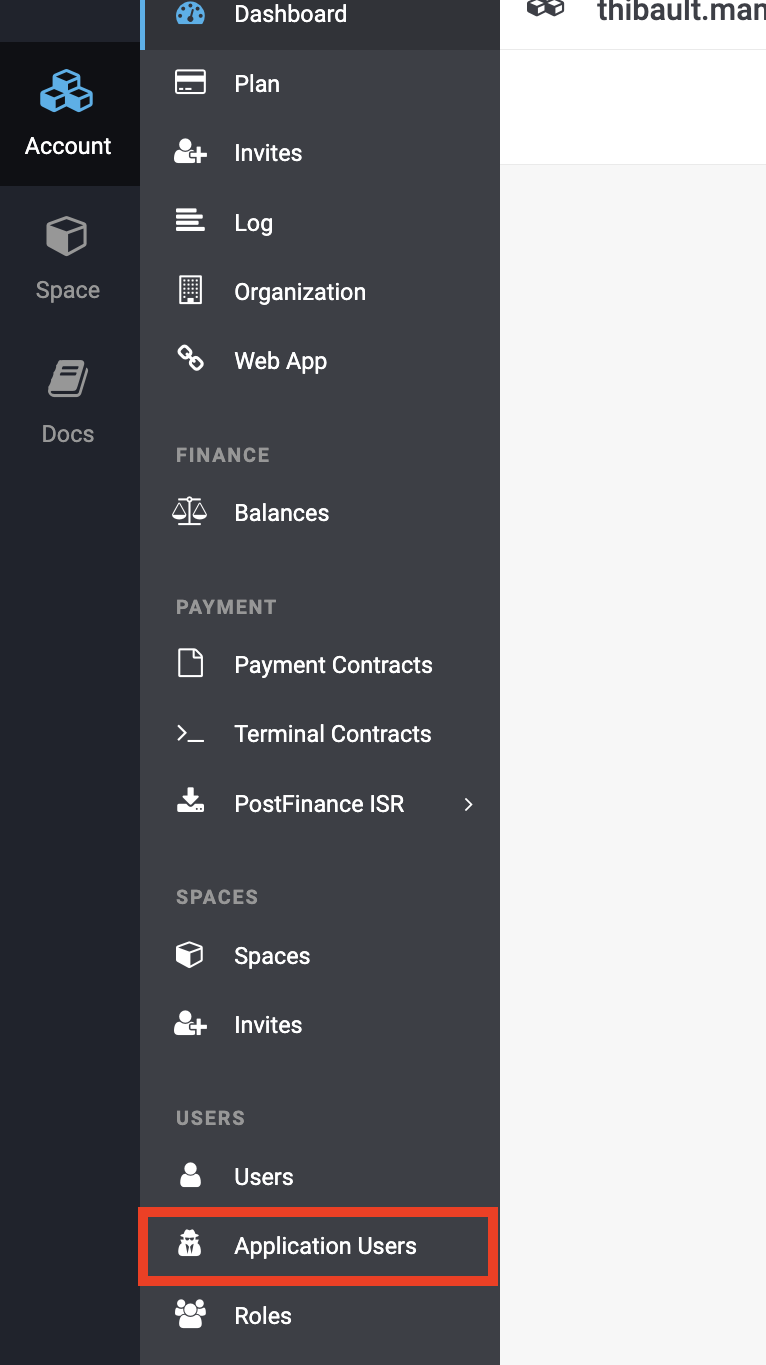 Account
Space
Docs
Dashboard
Plan
Invites
Log
Organization
Web App
FINANCE
Balances
PAYMENT
Payment Contracts
Terminal Contracts
PostFinance ISR
SPACES
Spaces
Invites
USERS
Users
Application Users
Roles
thibault.man